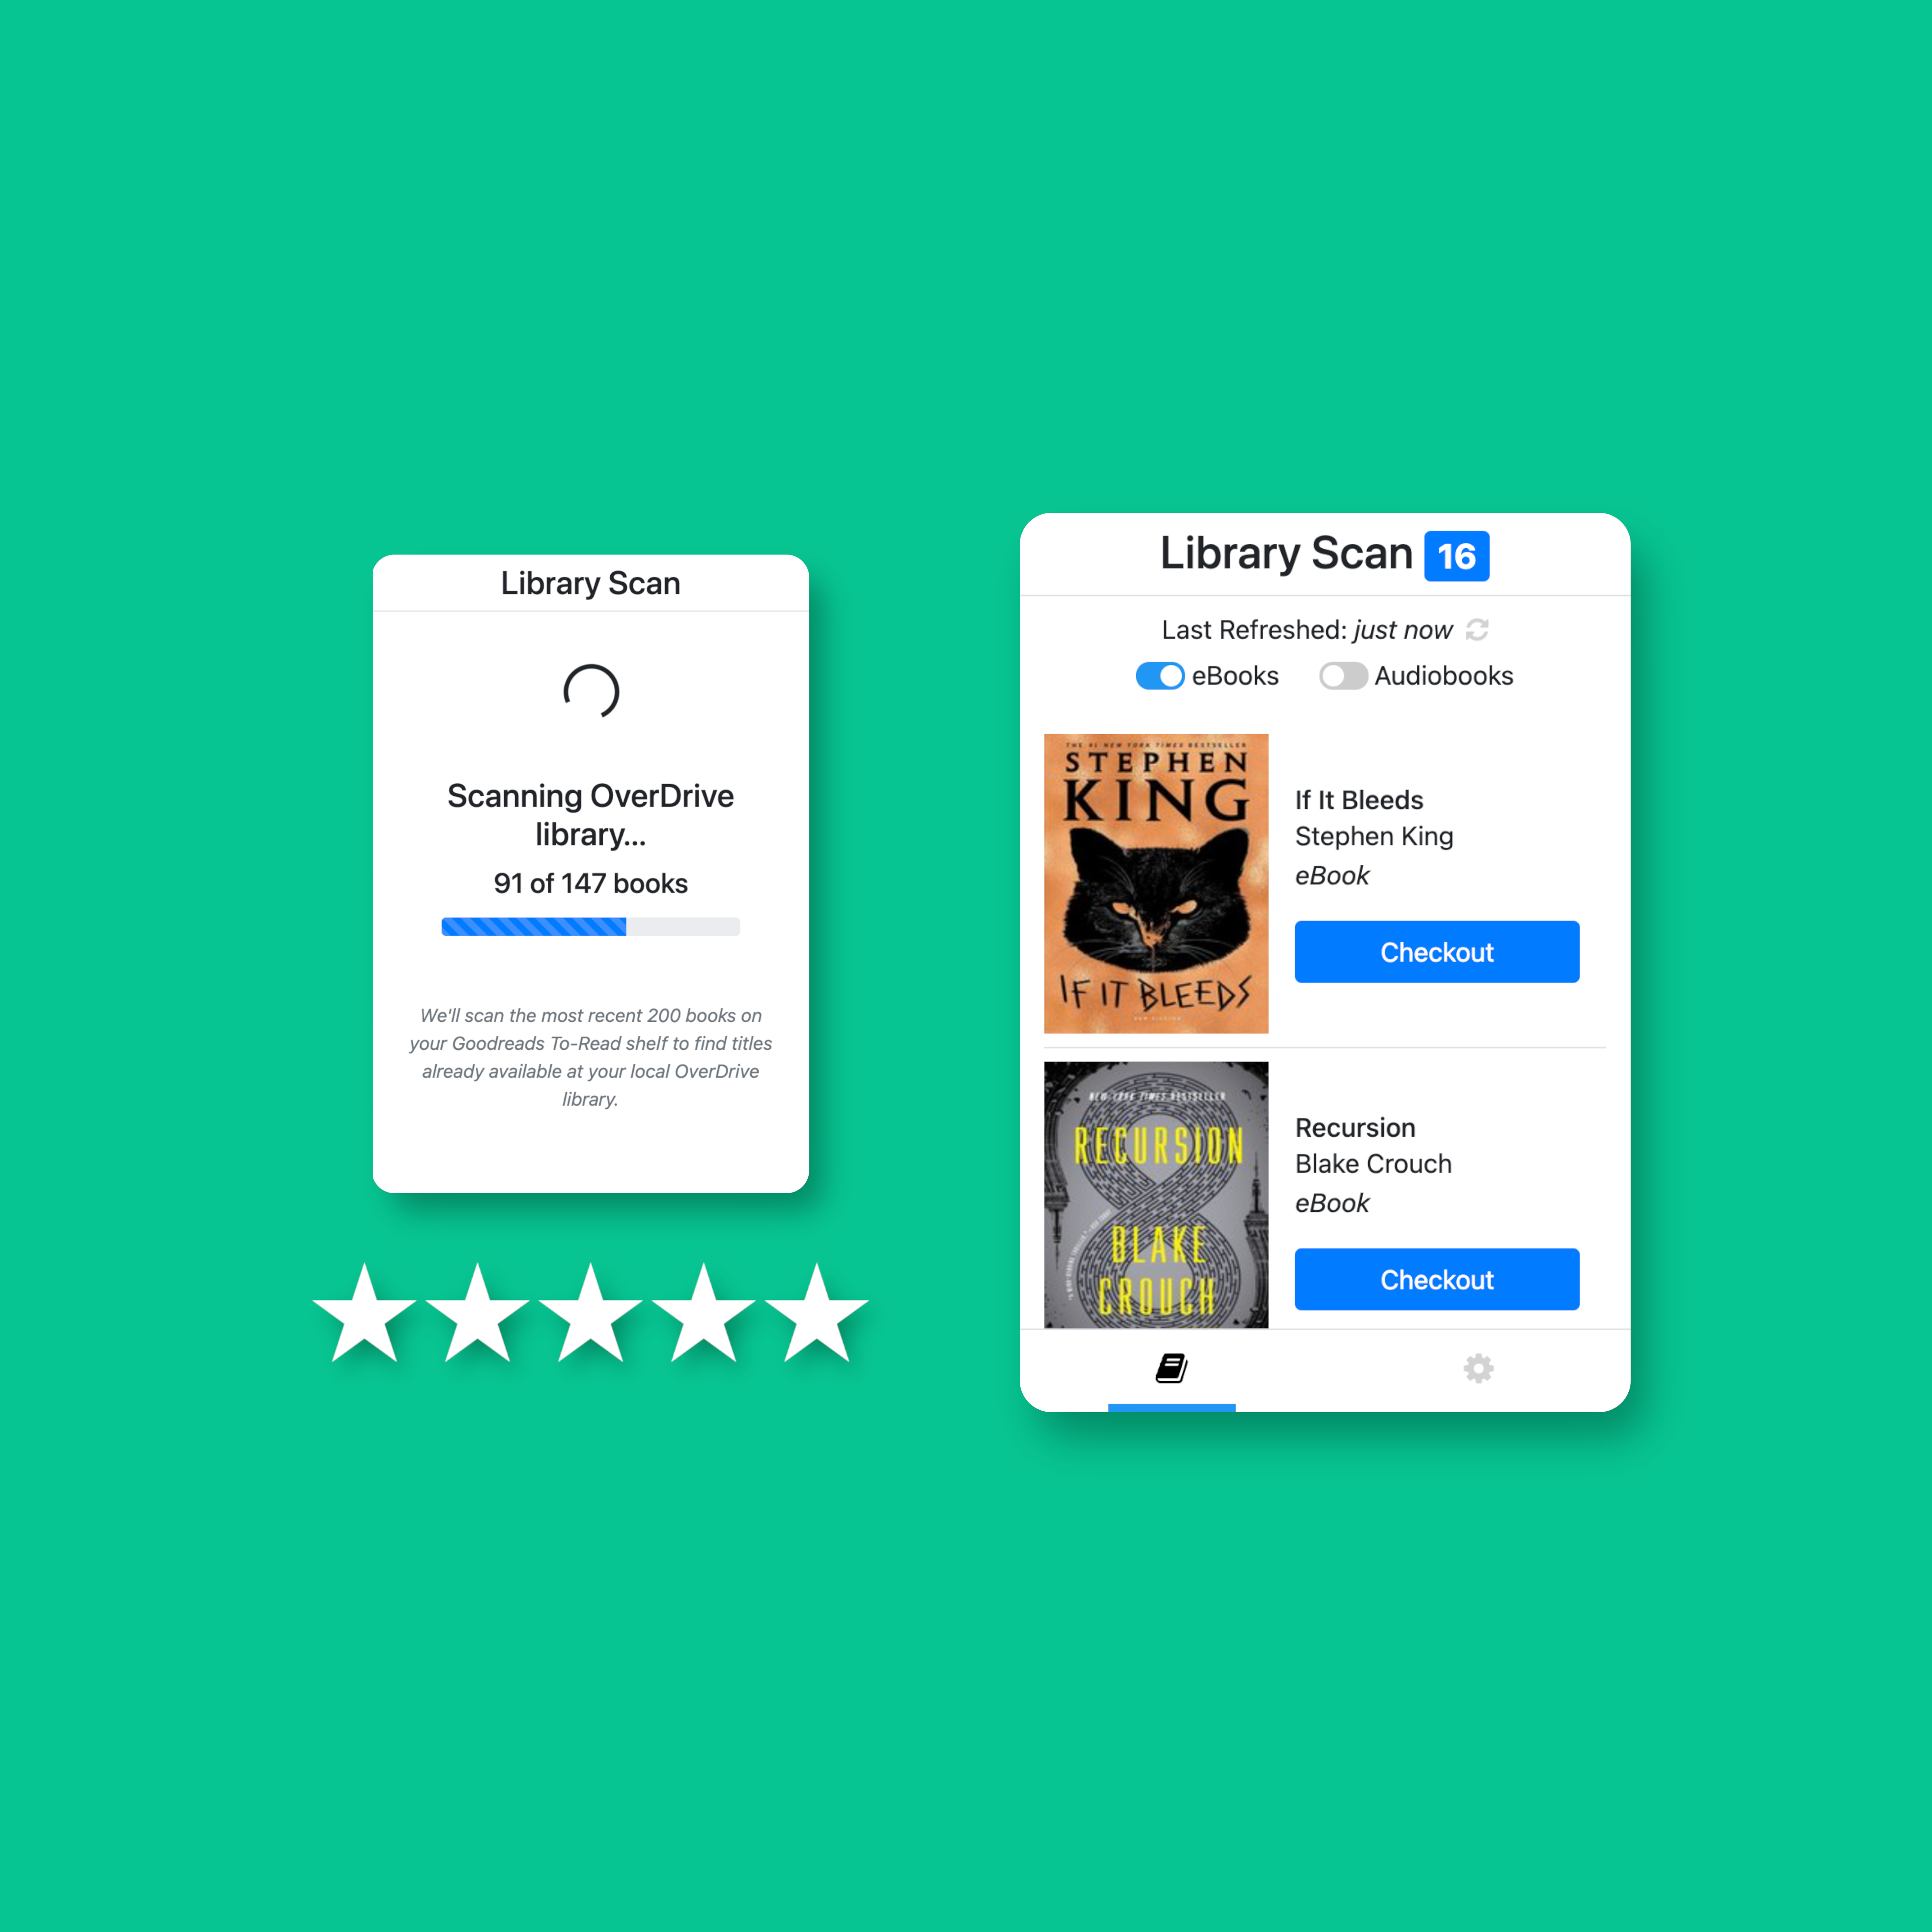 Library Scan
Scanning OverDrive
library...
91 of 147 books
We'll scan the most recent 200 books on
your Goodreads To-Read shelf to find titles
already available at your local OverDrive
library.
Library Scan 16
Last Refreshed: just now
eBooks Audiobooks
THE #1 NEW YORK TIMES BESTSELLER
STEPHEN
KING
IF IT BLEEDS
If It Bleeds
Stephen King
eBook
Checkout
NEW YORK TIMES BESTSELLER
RECURSION
BLAKE
CROUCH
Recursion
Blake Crouch
eBook
Checkout